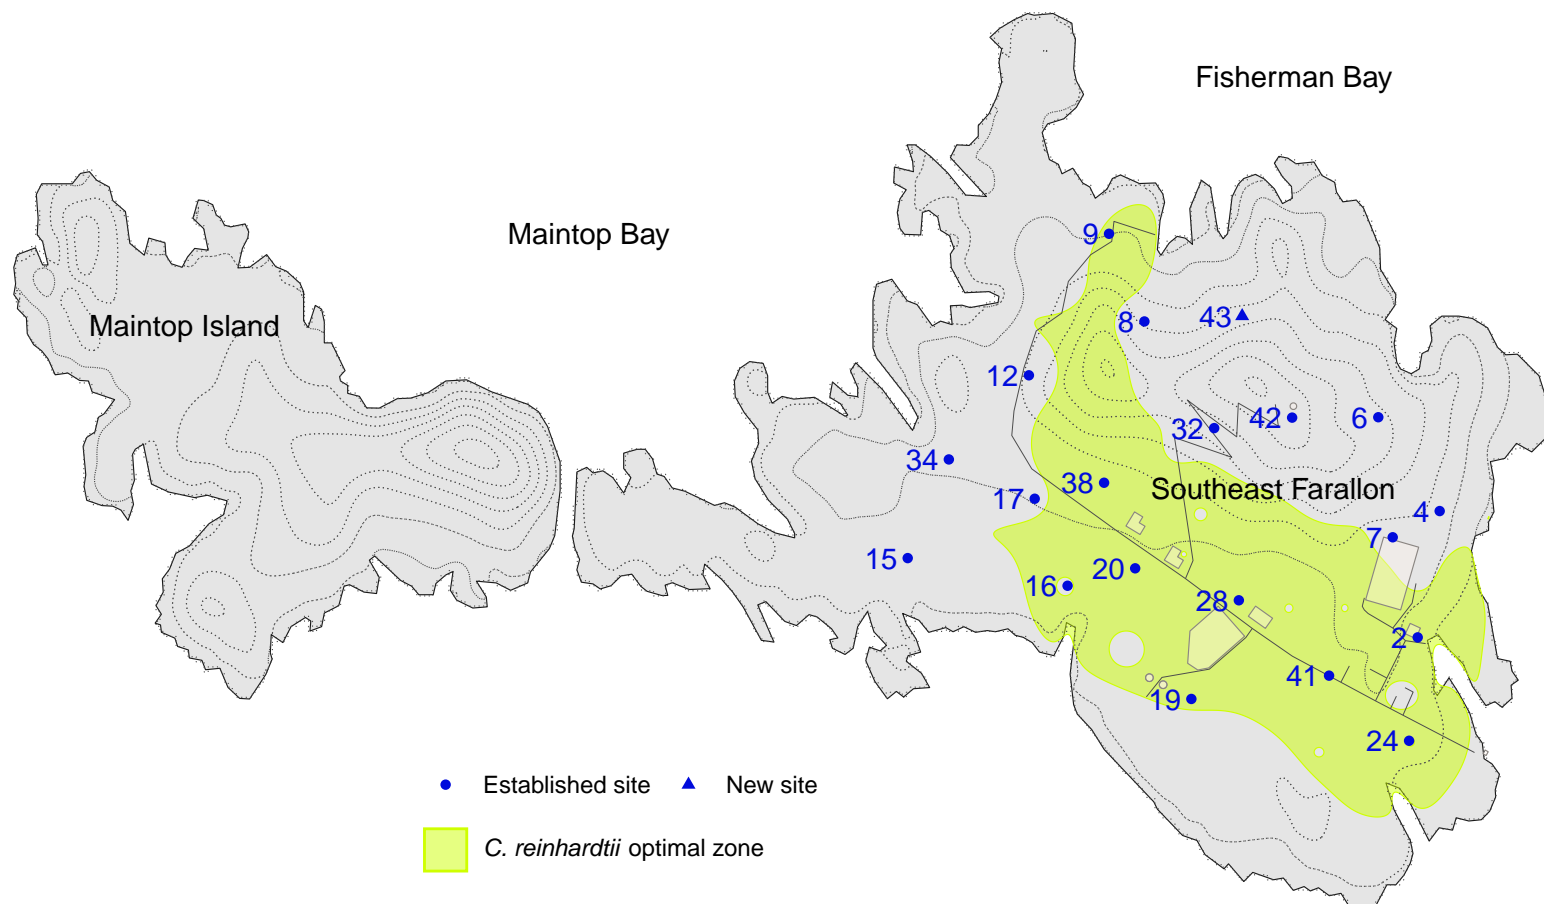 Fisherman Bay
Maintop Bay
9
Maintop Island
8
43
12
6
42
32
34
38
Southeast Farallon
17
4
7
15
20
16
28
2
41
19
24
Established site
New site
C. reinhardtii optimal zone